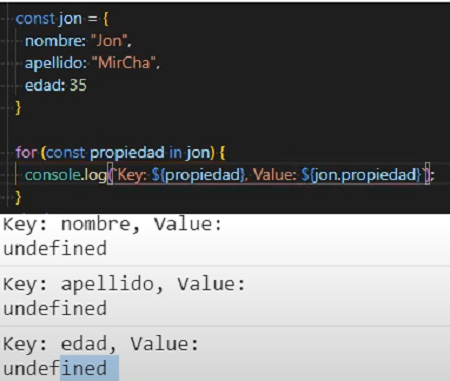 const jon = {
nombre: "Jon",
apellido: "MirCha",
edad: 35
}
for (const propiedad in jon) {
console.log(`Key: ${propiedad}, Value: ${jon.propiedad}`);
}
Key: nombre, Value:
undefined
Key: apellido, Value:
undefined
Key: edad, Value:
undefined